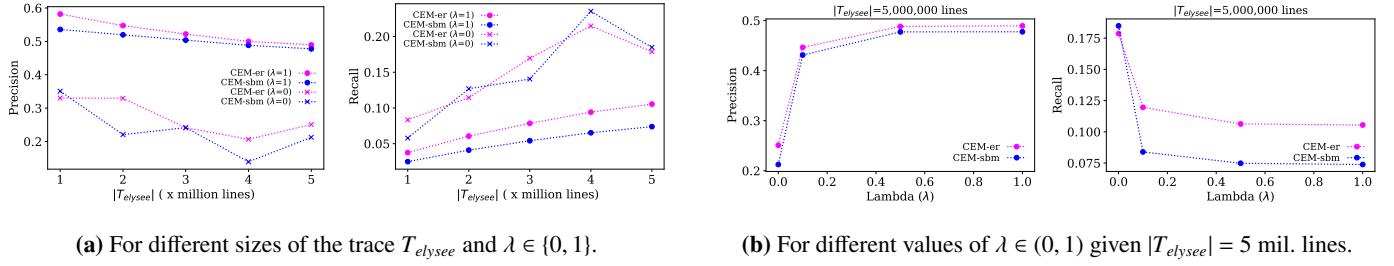 0.6
0.5
0.4
0.3
0.2
Precision
CEM-er (λ=1)
CEM-sbm (λ=1)
CEM-er (λ=0)
CEM-sbm (λ=0)
1 2 3 4 5
|T_elysee| ( x million lines)
0.20
0.15
0.10
0.05
Recall
CEM-er (λ=1)
CEM-sbm (λ=1)
CEM-er (λ=0)
CEM-sbm (λ=0)
1 2 3 4 5
|T_elysee| ( x million lines)
(a) For different sizes of the trace T_elysee and λ ∈ {0, 1}.
|T_elysee|=5,000,000 lines
0.5
0.4
0.3
0.2
Precision
CEM-er
CEM-sbm
0.0 0.2 0.4 0.6 0.8 1.0
Lambda (λ)
|T_elysee|=5,000,000 lines
0.175
0.150
0.125
0.100
0.075
Recall
CEM-er
CEM-sbm
0.0 0.2 0.4 0.6 0.8 1.0
Lambda (λ)
(b) For different values of λ ∈ (0, 1) given |T_elysee| = 5 mil. lines.